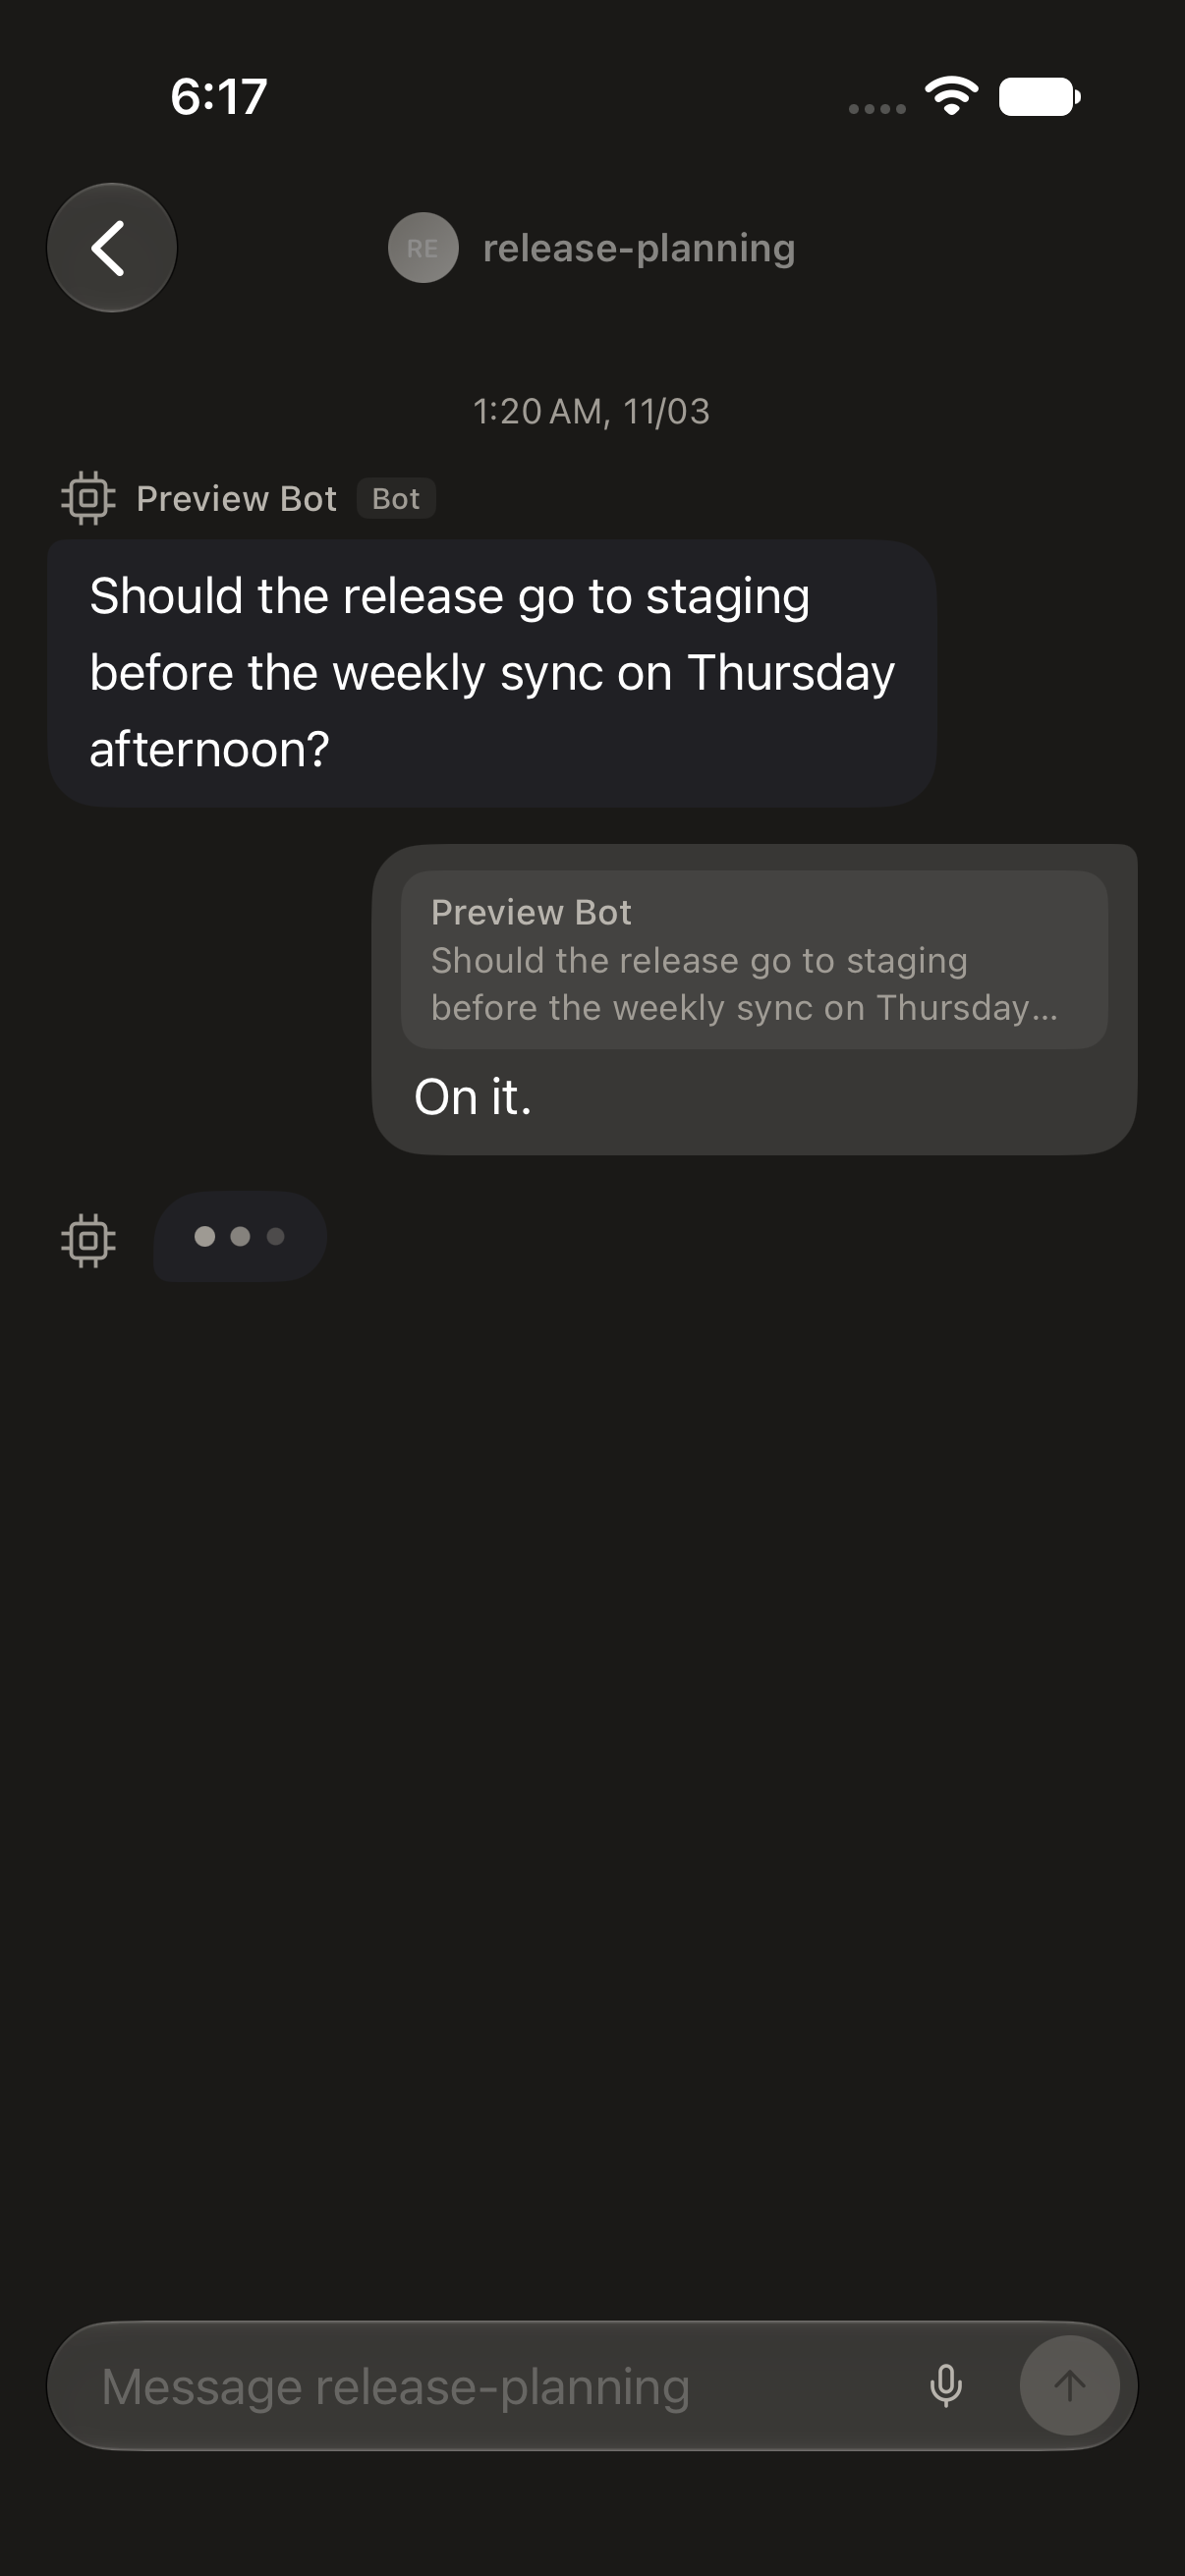 6:17
RE release-planning
1:20 AM, 11/03
Preview Bot Bot
Should the release go to staging
before the weekly sync on Thursday
afternoon?
Preview Bot
Should the release go to staging
before the weekly sync on Thursday...
On it.
Message release-planning